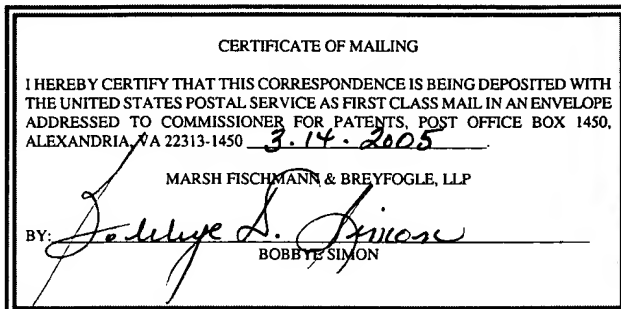 CERTIFICATE OF MAILING
I HEREBY CERTIFY THAT THIS CORRESPONDENCE IS BEING DEPOSITED WITH
THE UNITED STATES POSTAL SERVICE AS FIRST CLASS MAIL IN AN ENVELOPE
ADDRESSED TO COMMISSIONER FOR PATENTS, POST OFFICE BOX 1450,
ALEXANDRIA, VA 22313-1450 3.14.2005
MARSH FISCHMANN & BREYFOGLE, LLP
BY: Bobbye D. Simon
BOBBYE SIMON